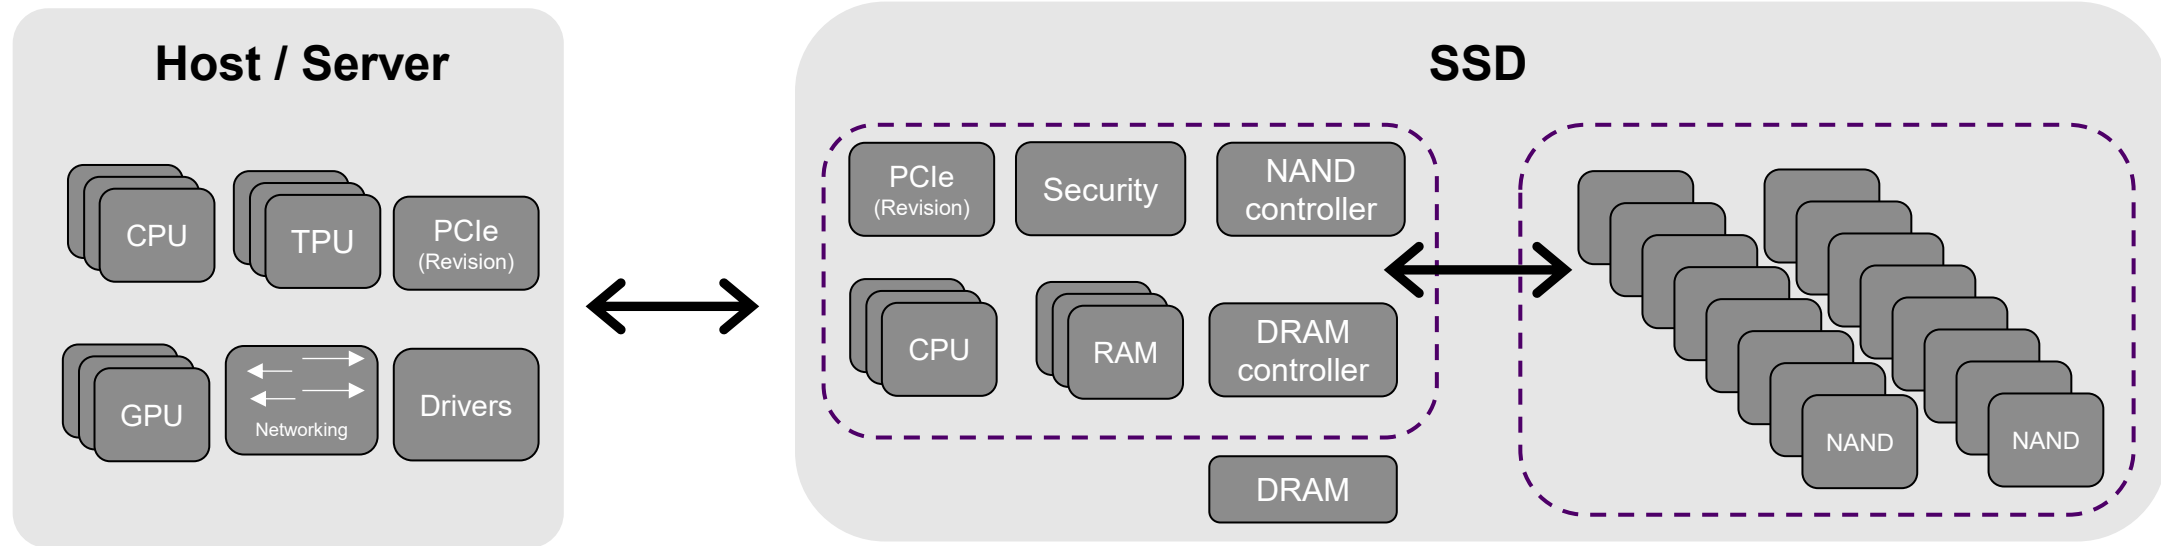 Host / Server
CPU
TPU
PCIe
(Revision)
GPU
Networking
Drivers
SSD
PCIe
(Revision)
Security
NAND
controller
CPU
RAM
DRAM
controller
DRAM
NAND
NAND